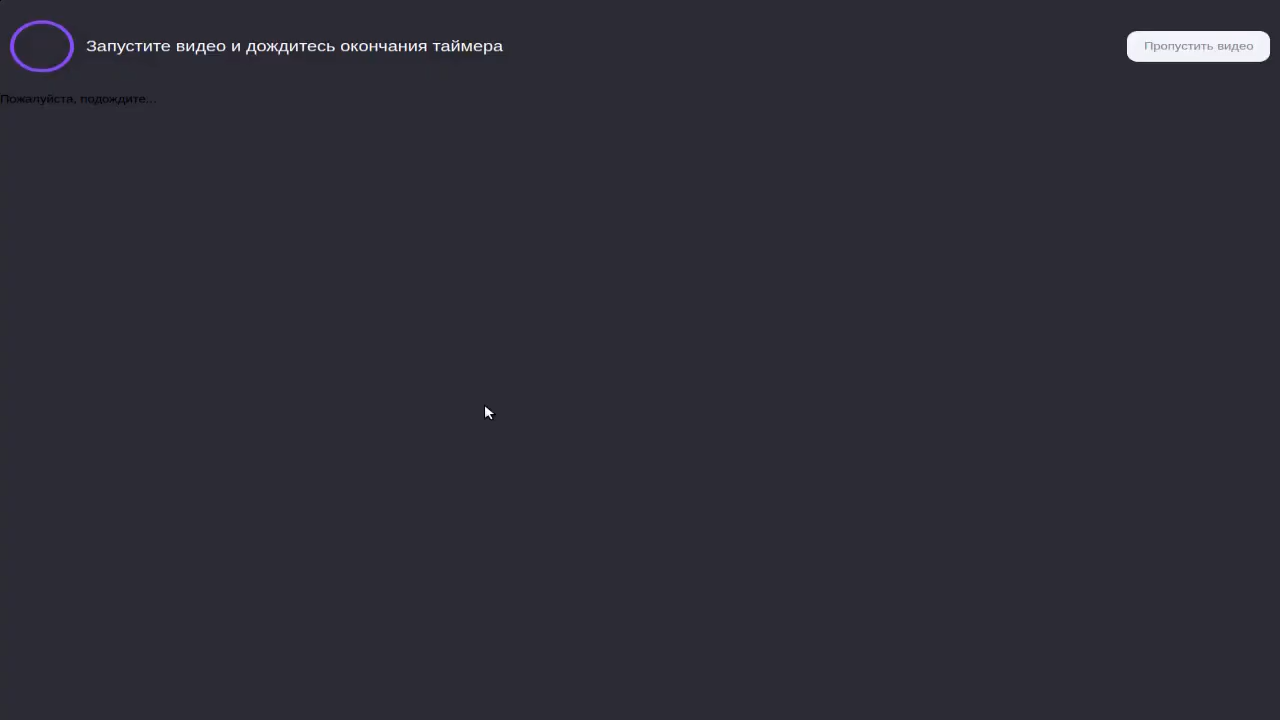 Запустите видео и дождитесь окончания таймера
Пропустить видео
Пожалуйста, подождите...